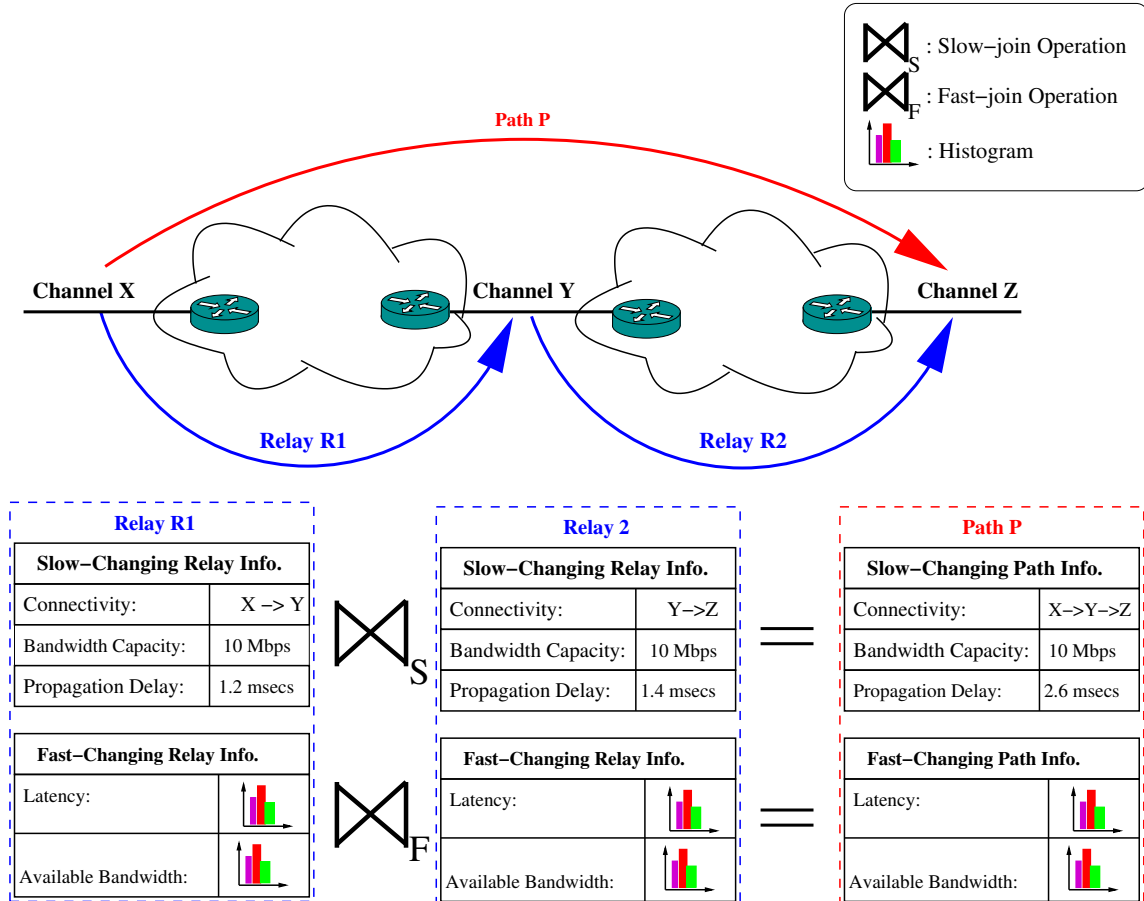 S : Slow−join Operation
F : Fast−join Operation
: Histogram
Path P
Channel X
Channel Y
Channel Z
Relay R1
Relay R2
Relay R1
Slow−Changing Relay Info.
Connectivity: X −> Y
Bandwidth Capacity: 10 Mbps
Propagation Delay: 1.2 msecs
Fast−Changing Relay Info.
Latency:
Available Bandwidth:
S
F
Relay 2
Slow−Changing Relay Info.
Connectivity: Y−>Z
Bandwidth Capacity: 10 Mbps
Propagation Delay: 1.4 msecs
Fast−Changing Relay Info.
Latency:
Available Bandwidth:
=
=
Path P
Slow−Changing Path Info.
Connectivity: X−>Y−>Z
Bandwidth Capacity: 10 Mbps
Propagation Delay: 2.6 msecs
Fast−Changing Path Info.
Latency:
Available Bandwidth: